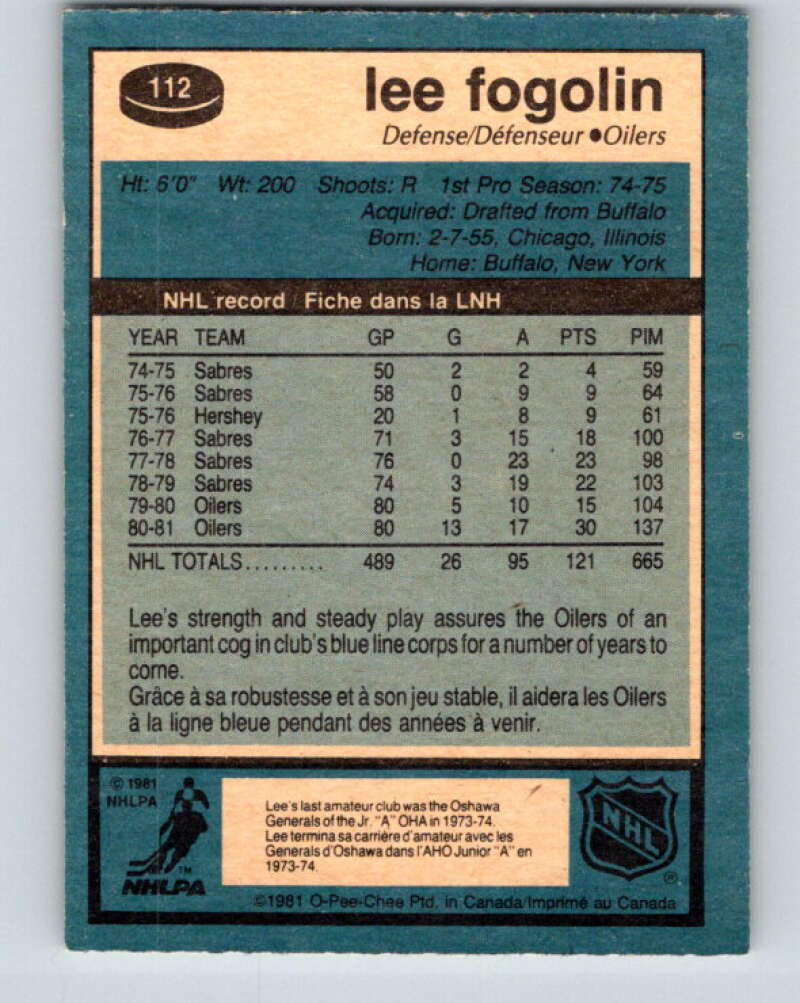 112
lee fogolin
Defense/Défenseur ●Oilers
Ht: 6'0" Wt: 200 Shoots: R 1st Pro Season: 74-75
Acquired: Drafted from Buffalo
Born: 2-7-55, Chicago, Illinois
Home: Buffalo, New York
NHL record / Fiche dans la LNH
YEAR TEAM GP G A PTS PIM
74-75 Sabres 50 2 2 4 59
75-76 Sabres 58 0 9 9 64
75-76 Hershey 20 1 8 9 61
76-77 Sabres 71 3 15 18 100
77-78 Sabres 76 0 23 23 98
78-79 Sabres 74 3 19 22 103
79-80 Oilers 80 5 10 15 104
80-81 Oilers 80 13 17 30 137
NHL TOTALS......... 489 26 95 121 665
Lee's strength and steady play assures the Oilers of an
important cog in club's blue line corps for a number of years to
come.
Grâce à sa robustesse et à son jeu stable, il aidera les Oilers
à la ligne bleue pendant des années à venir.
© 1981
NHLPA
TM
NHLPA
Lee's last amateur club was the Oshawa
Generals of the Jr. "A" OHA in 1973-74.
Lee termina sa carrière d'amateur avec les
Generals d'Oshawa dans l'AHO Junior "A" en
1973-74.
NHL
®
©1981 O-Pee-Chee Ptd. in Canada/Imprimé au Canada